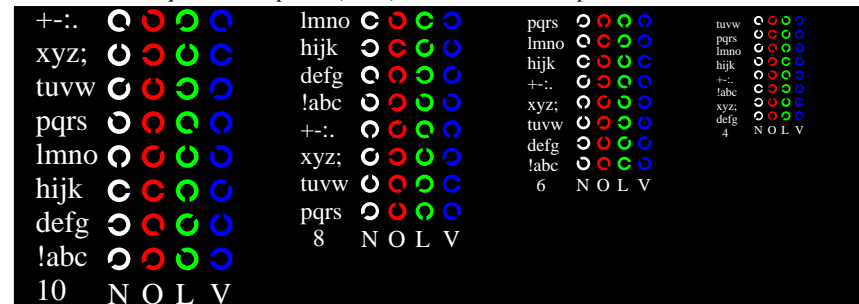 +-:.
xyz;
tuvw
pqrs
lmno
hijk
defg
!abc
10 N O L V
lmno
hijk
defg
!abc
+-:.
xyz;
tuvw
pqrs
8 N O L V
pqrs
lmno
hijk
+-:.
xyz;
tuvw
defg
!abc
6 N O L V
tuvw
pqrs
lmno
hijk
+-:.
!abc
xyz;
defg
4 N O L V